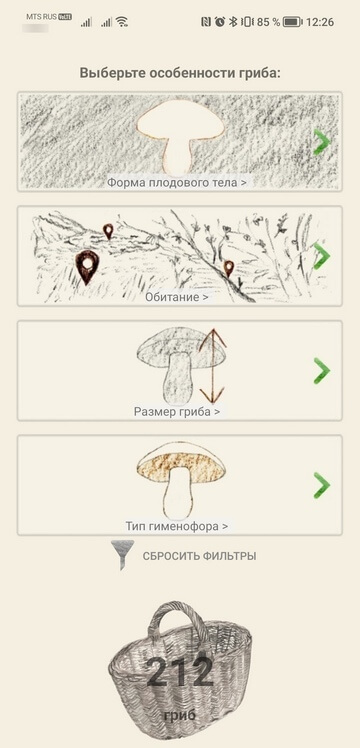 MTS RUS VoLTE
85 % 12:26
Выберьте особенности гриба:
Форма плодового тела >
Обитание >
Размер гриба >
Тип гименофора >
СБРОСИТЬ ФИЛЬТРЫ
212
гриб